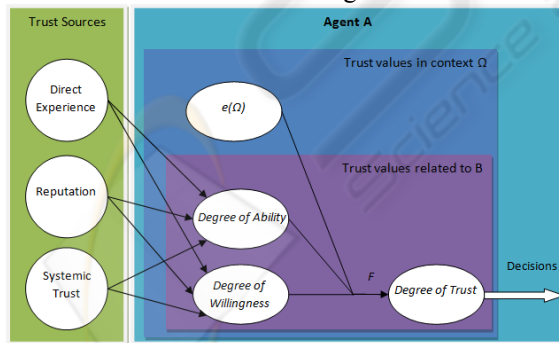 Trust Sources
Agent A
Trust values in context Ω
Direct
Experience
e(Ω)
Trust values related to B
Reputation
Degree of Ability
Systemic
Trust
Degree of
Willingness
F
Degree of Trust
Decisions
Science